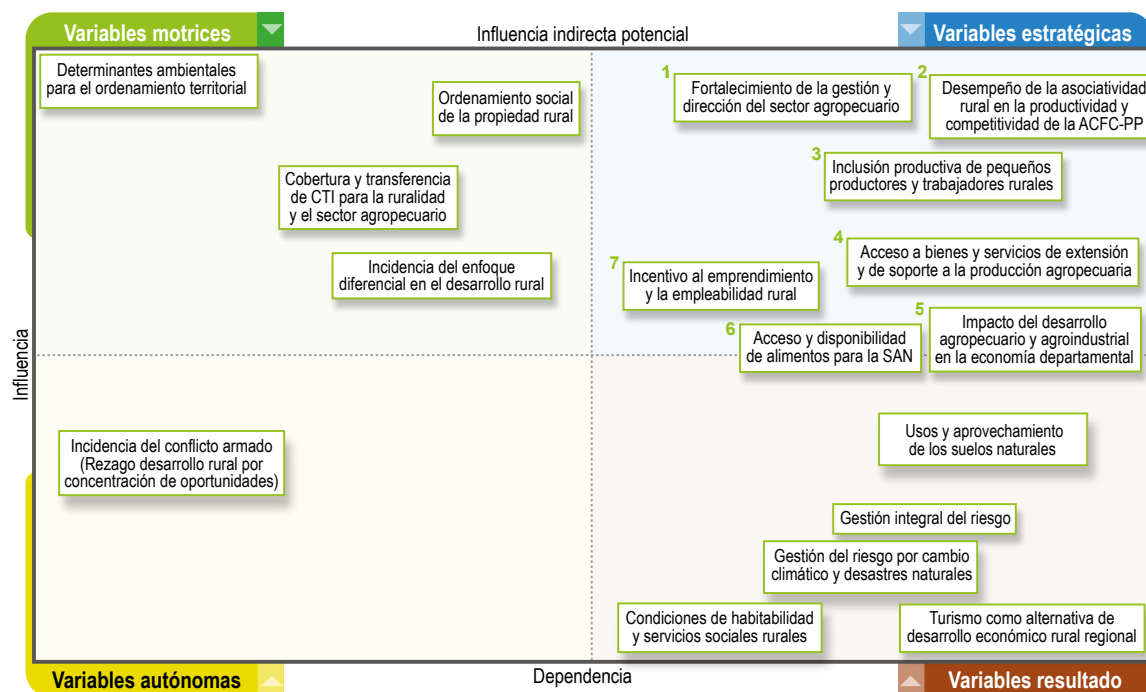 Variables motrices
Influencia indirecta potencial
Variables estratégicas
Determinantes ambientales
para el ordenamiento territorial
Ordenamiento social
de la propiedad rural
1
Fortalecimiento de la gestión y
dirección del sector agropecuario
2
Desempeño de la asociatividad
rural en la productividad y
competitividad de la ACFC-PP
3
Inclusión productiva de pequeños
productores y trabajadores rurales
Cobertura y transferencia
de CTI para la ruralidad
y el sector agropecuario
4
Acceso a bienes y servicios de extensión
y de soporte a la producción agropecuaria
Incidencia del enfoque
diferencial en el desarrollo rural
7
Incentivo al emprendimiento
y la empleabilidad rural
5
Impacto del desarrollo
agropecuario y agroindustrial
en la economía departamental
6
Acceso y disponibilidad
de alimentos para la SAN
Influencia
Incidencia del conflicto armado
(Rezago desarrollo rural por
concentración de oportunidades)
Usos y aprovechamiento
de los suelos naturales
Gestión integral del riesgo
Gestión del riesgo por cambio
climático y desastres naturales
Condiciones de habitabilidad
y servicios sociales rurales
Turismo como alternativa de
desarrollo económico rural regional
Variables autónomas
Dependencia
Variables resultado